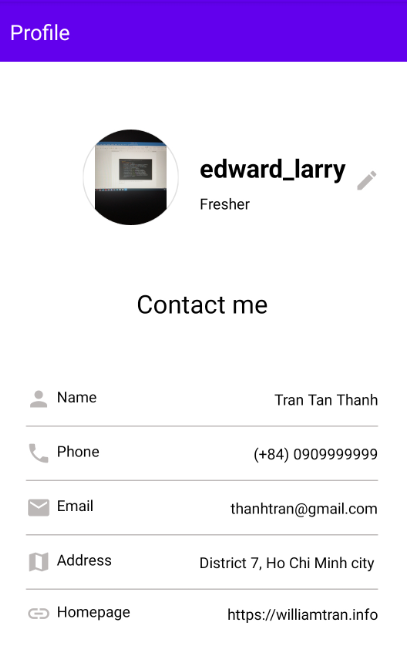 Profile
edward_larry
Fresher
Contact me
Name Tran Tan Thanh
Phone (+84) 0909999999
Email thanhtran@gmail.com
Address District 7, Ho Chi Minh city
Homepage https://williamtran.info